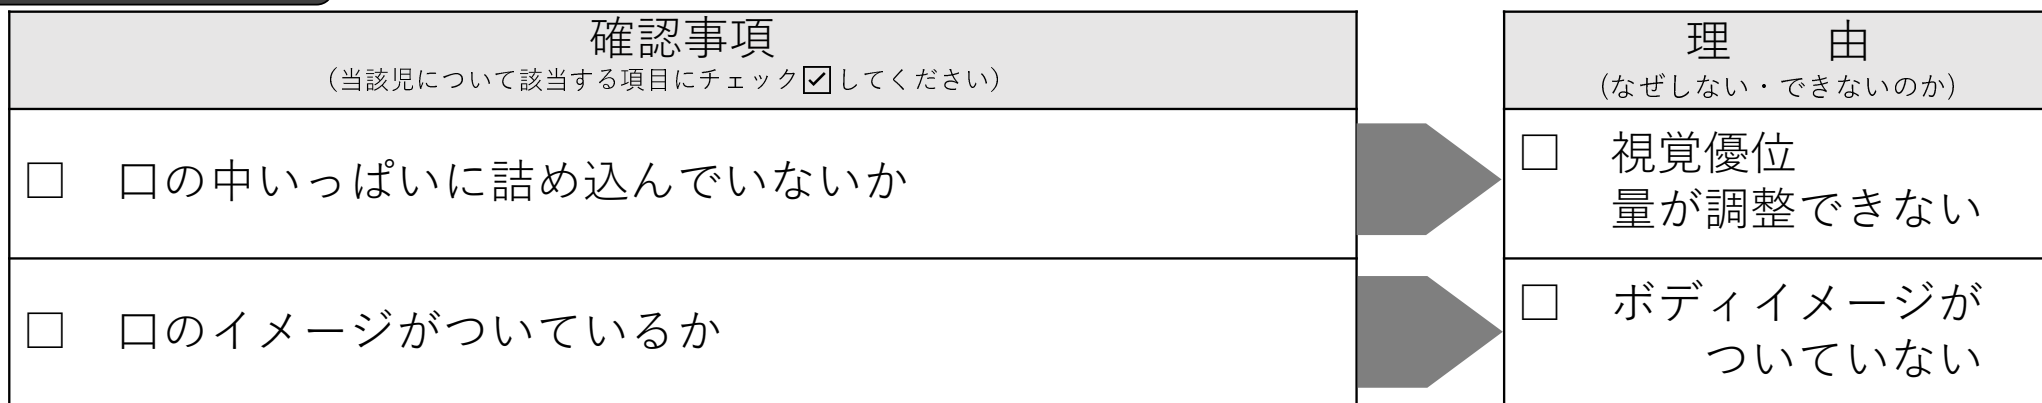 確認事項
（当該児について該当する項目にチェック☑してください）
□　口の中いっぱいに詰め込んでいないか
□　口のイメージがついているか
理　由
（なぜしない・できないのか）
□　視覚優位
量が調整できない
□　ボディイメージが
ついていない